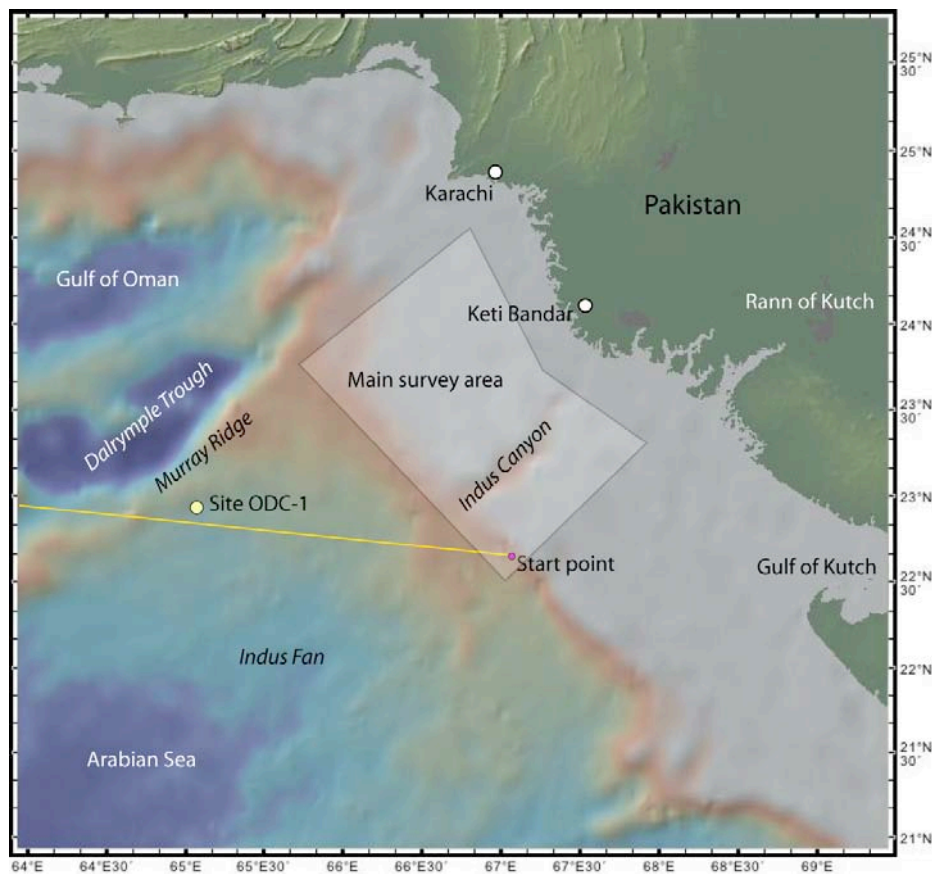 25°N
30´
25°N
Karachi
Pakistan
24°N
30´
Gulf of Oman
Rann of Kutch
Keti Bandar
24°N
Main survey area
Dalrymple Trough
23°N
30´
Murray Ridge
Indus Canyon
Site ODC-1
23°N
Start point
Gulf of Kutch
22°N
30´
Indus Fan
22°N
Arabian Sea
21°N
30´
21°N
64°E
64°E30´
65°E
65°E30´
66°E
66°E30´
67°E
67°E30´
68°E
68°E30´
69°E